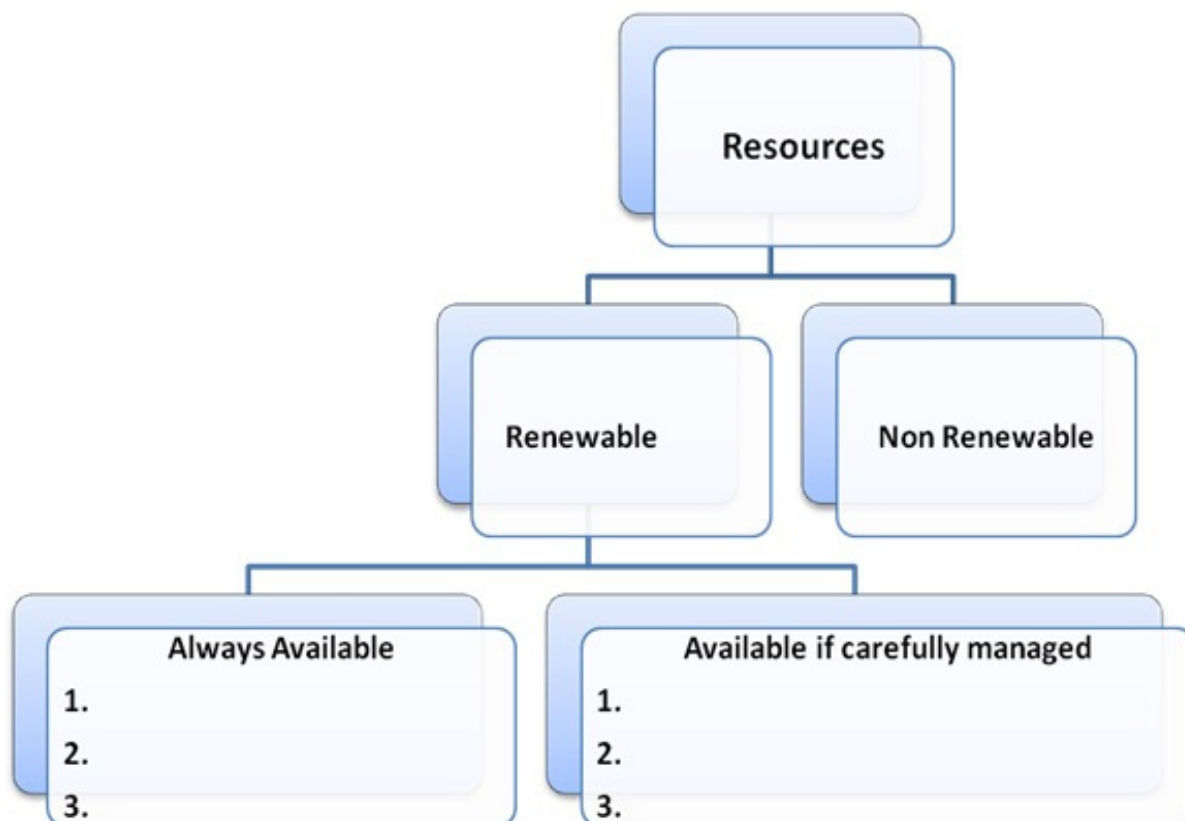 Resources
Renewable
Non Renewable
Always Available
1.
2.
3.
Available if carefully managed
1.
2.
3.